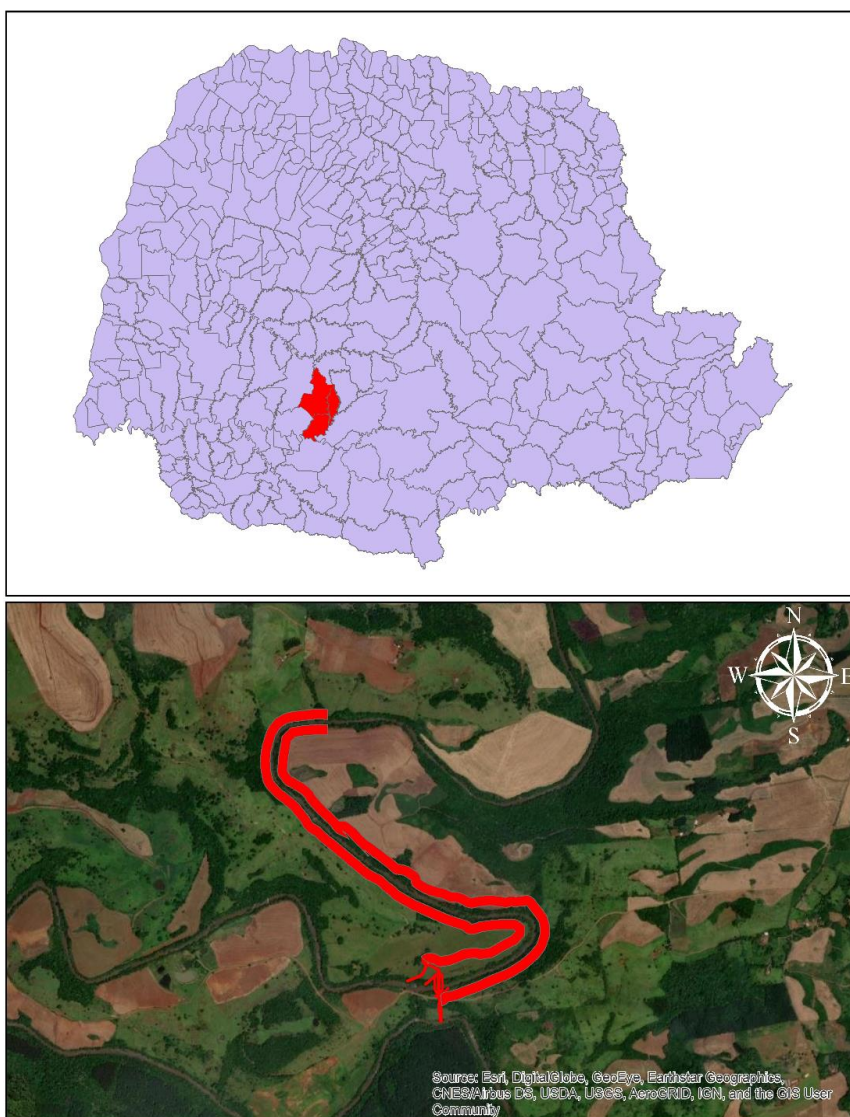 N
W E
S
Source: Esri, DigitalGlobe, GeoEye, Earthstar Geographics,
CNES/Airbus DS, USDA, USGS, AeroGRID, IGN, and the GIS User
Community